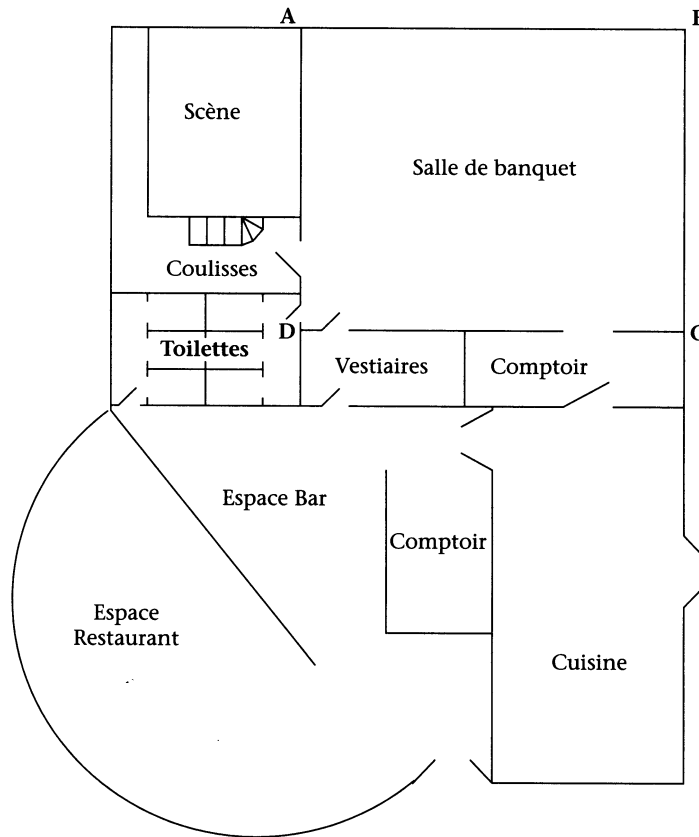 A
B
Scène
Salle de banquet
Coulisses
D
C
Toilettes
Vestiaires
Comptoir
Espace Bar
Comptoir
Espace
Restaurant
Cuisine